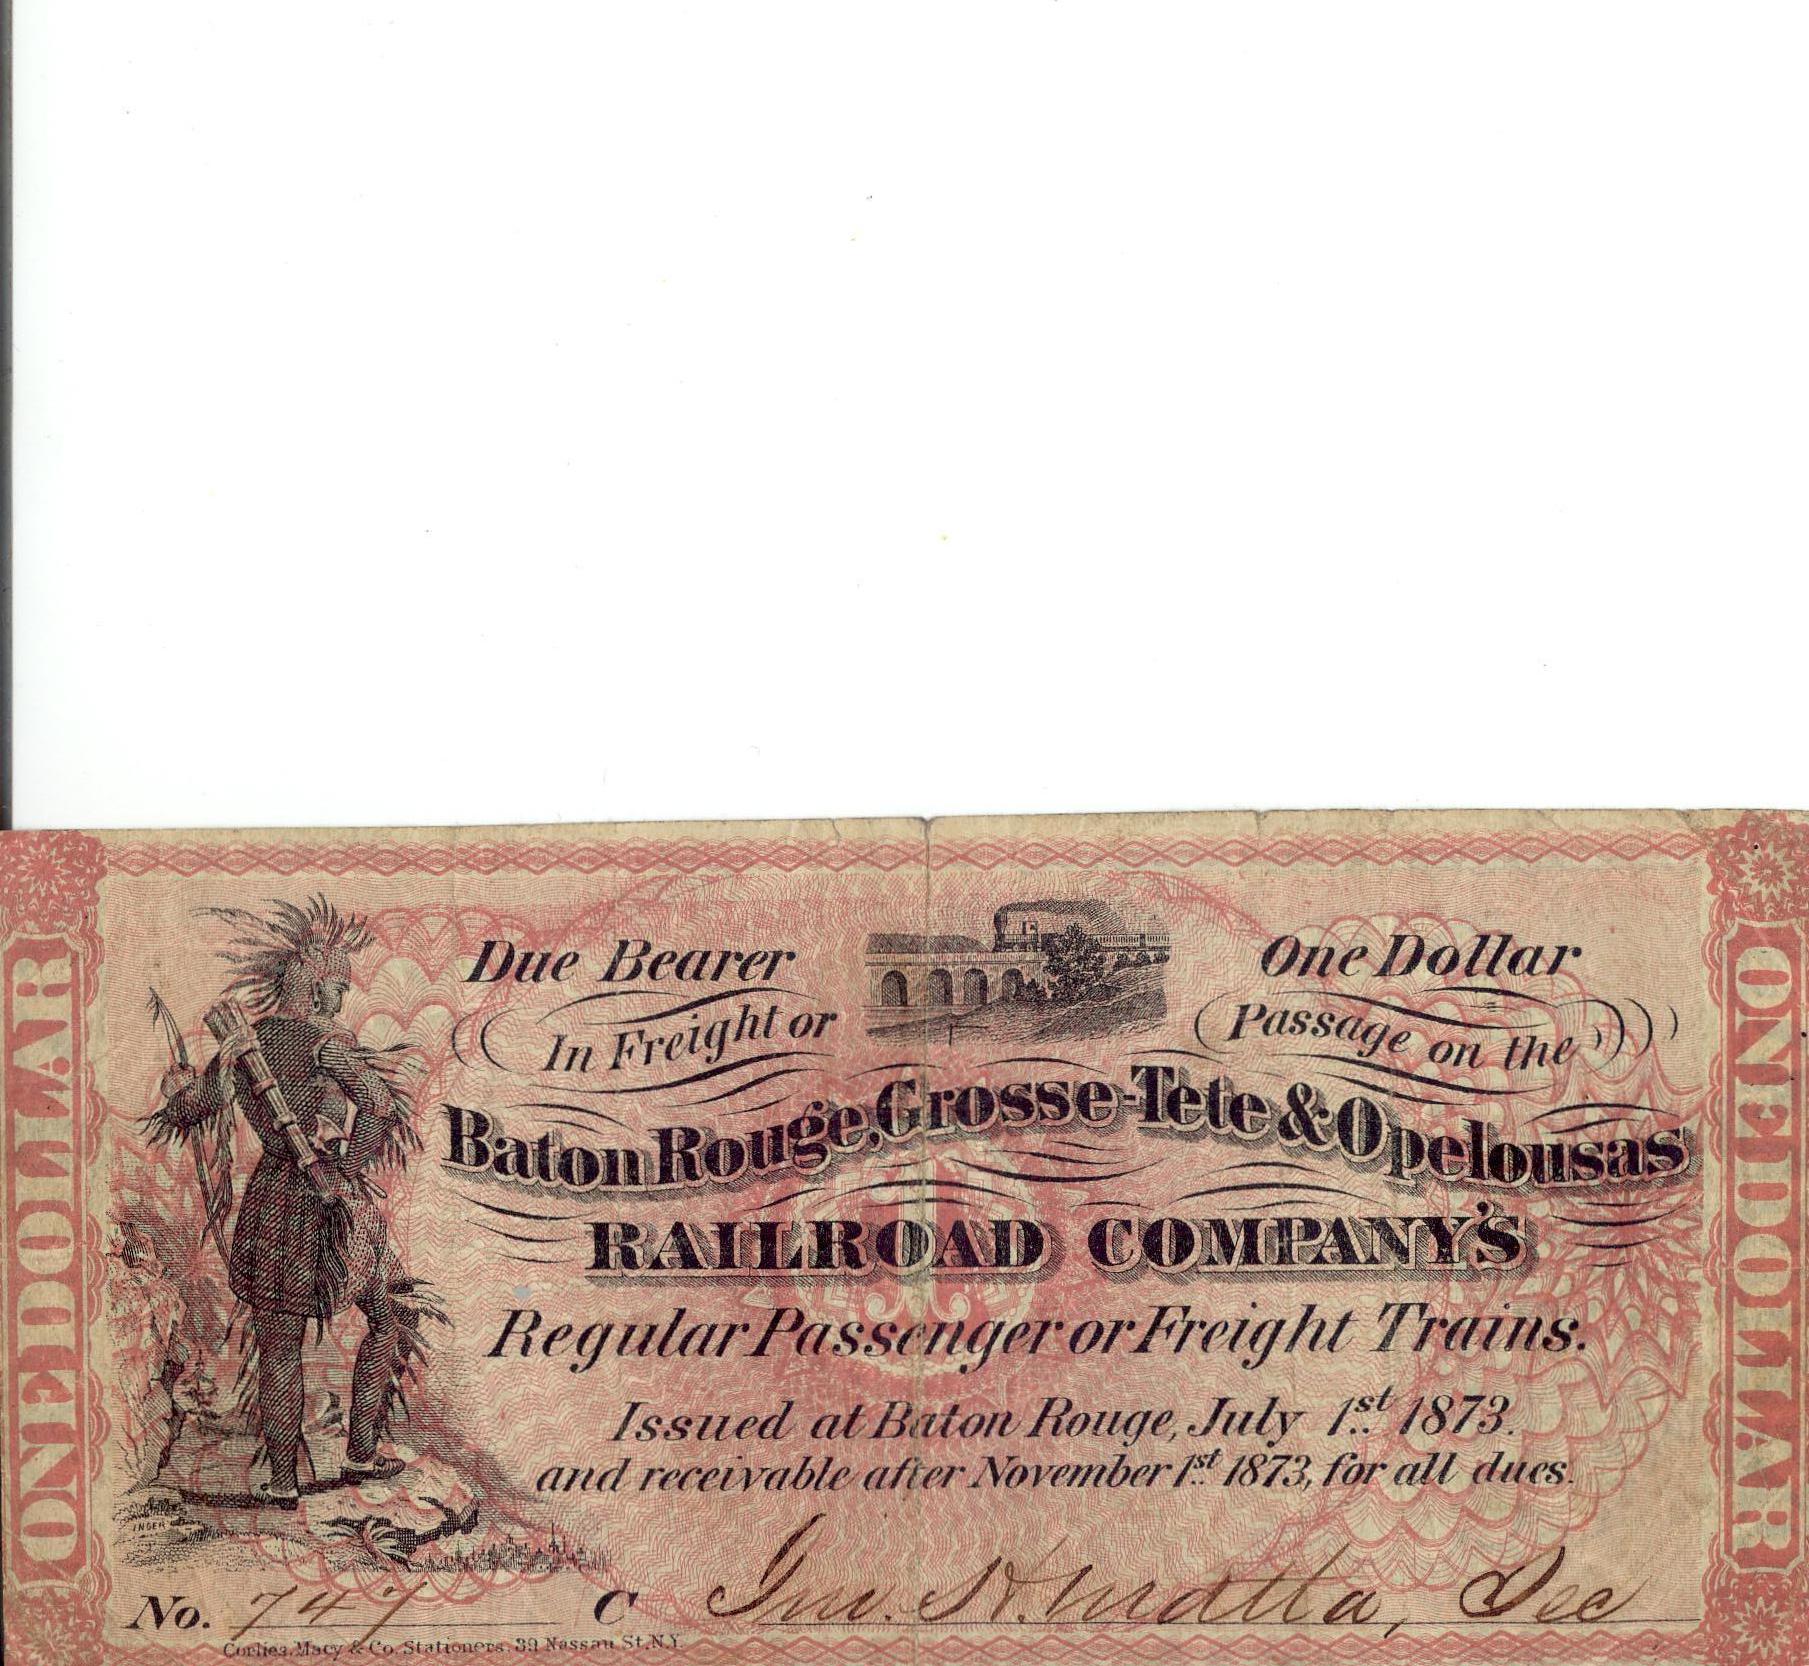 ONE DOLLAR
Due Bearer One Dollar
In Freight or Passage on the
Baton Rouge, Grosse-Tete & Opelousas
RAILROAD COMPANY'S
Regular Passenger or Freight Trains.
Issued at Baton Rouge, July 1st 1873.
and receivable after November 1st 1873, for all dues.
No. 747 C Jno. H. Matta, Sec
Corlies, Macy & Co. Stationers, 39 Nassau St. N.Y.
ONE DOLLAR